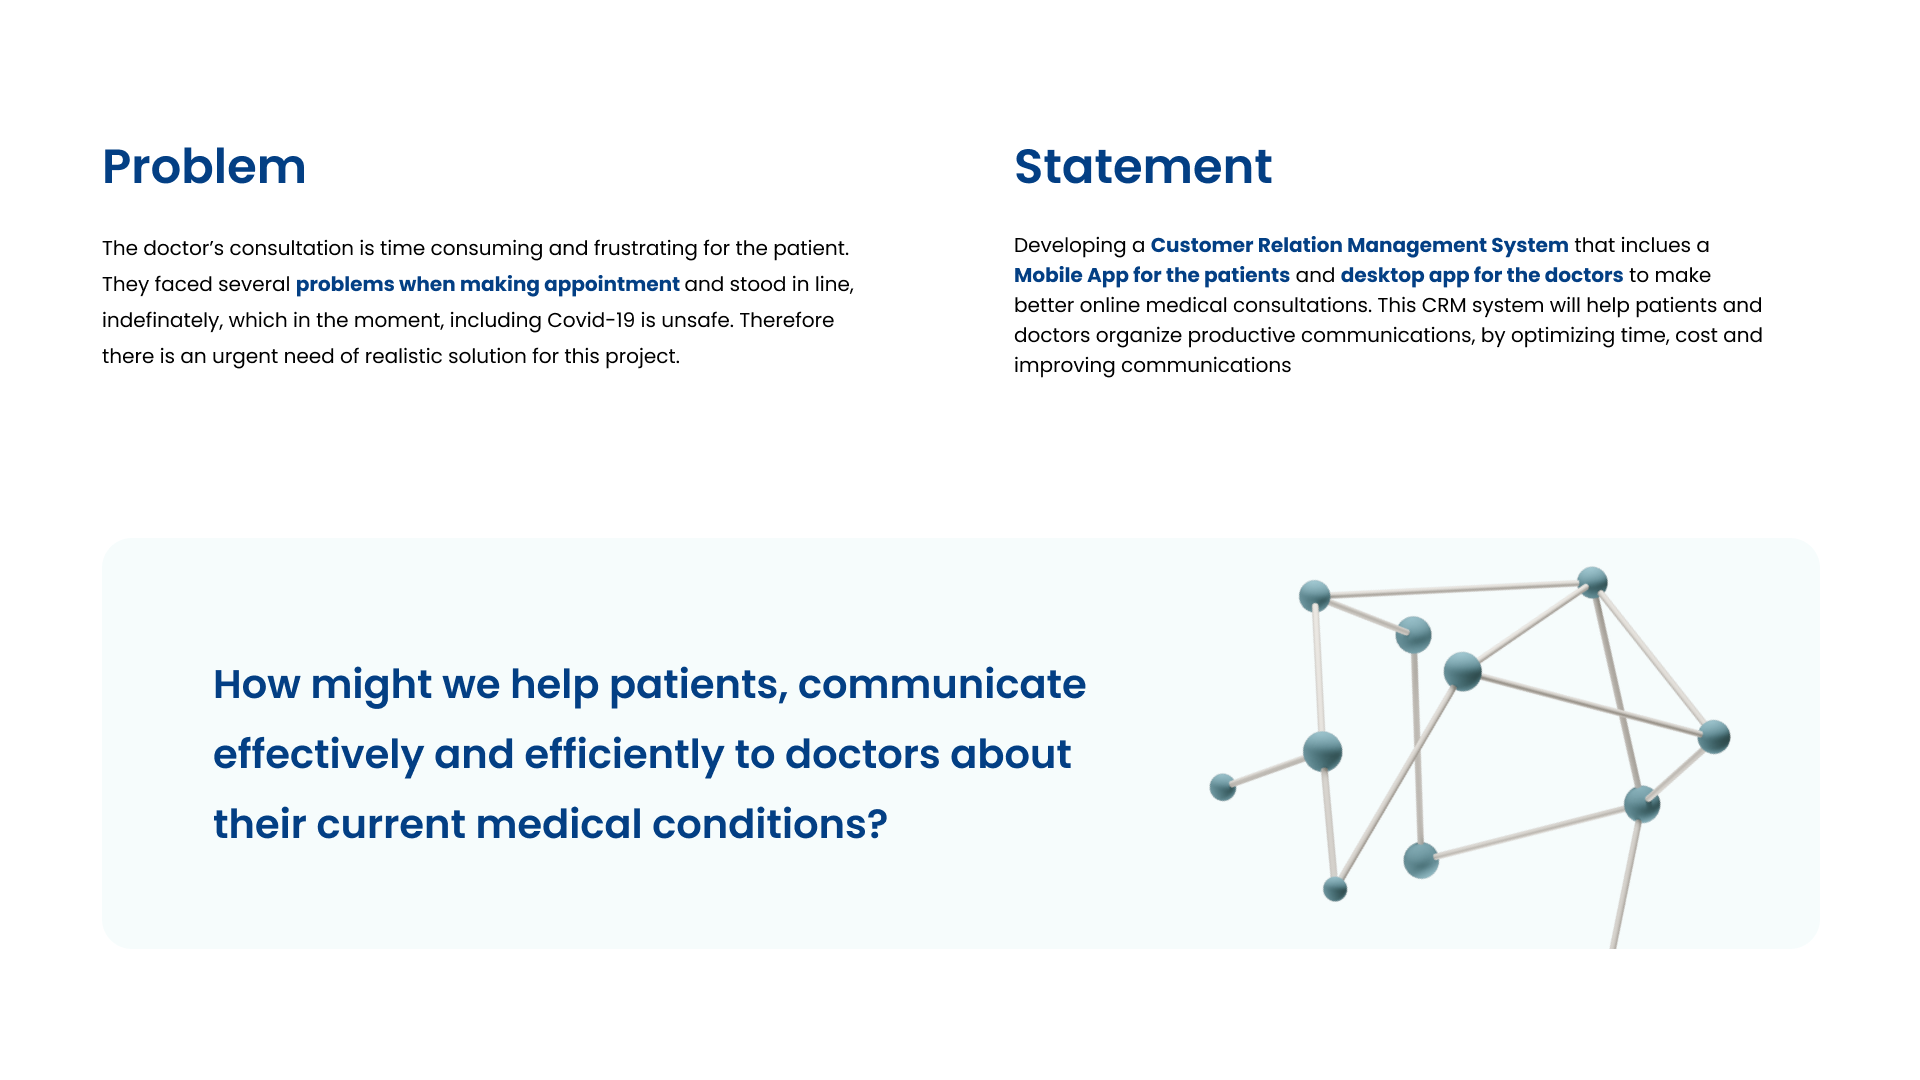 Problem
The doctor’s consultation is time consuming and frustrating for the patient.
They faced several problems when making appointment and stood in line,
indefinately, which in the moment, including Covid-19 is unsafe. Therefore
there is an urgent need of realistic solution for this project.
Statement
Developing a Customer Relation Management System that inclues a
Mobile App for the patients and desktop app for the doctors to make
better online medical consultations. This CRM system will help patients and
doctors organize productive communications, by optimizing time, cost and
improving communications
How might we help patients, communicate
effectively and efficiently to doctors about
their current medical conditions?